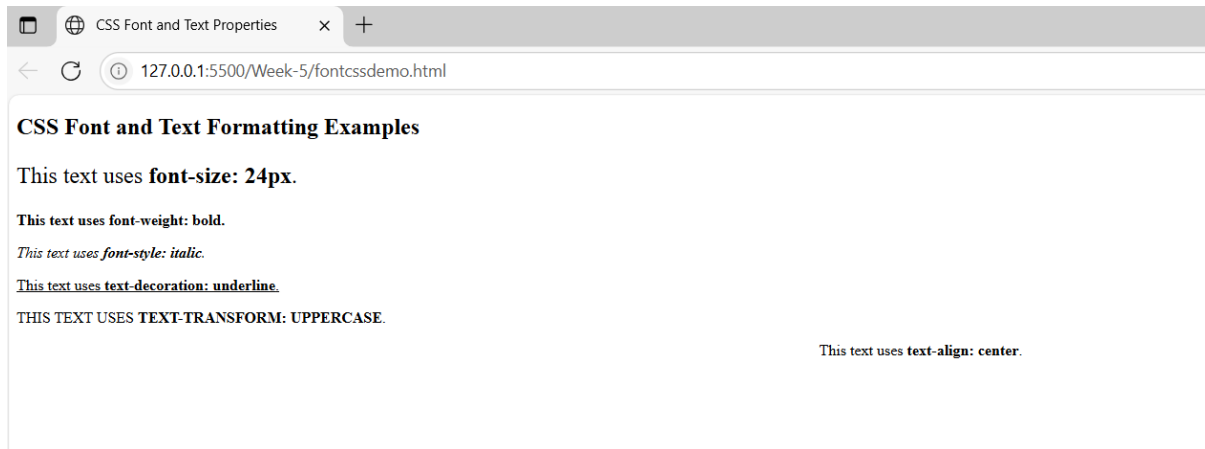 CSS Font and Text Properties
127.0.0.1:5500/Week-5/fontcssdemo.html
CSS Font and Text Formatting Examples
This text uses font-size: 24px.
This text uses font-weight: bold.
This text uses font-style: italic.
This text uses text-decoration: underline.
THIS TEXT USES TEXT-TRANSFORM: UPPERCASE.
This text uses text-align: center.